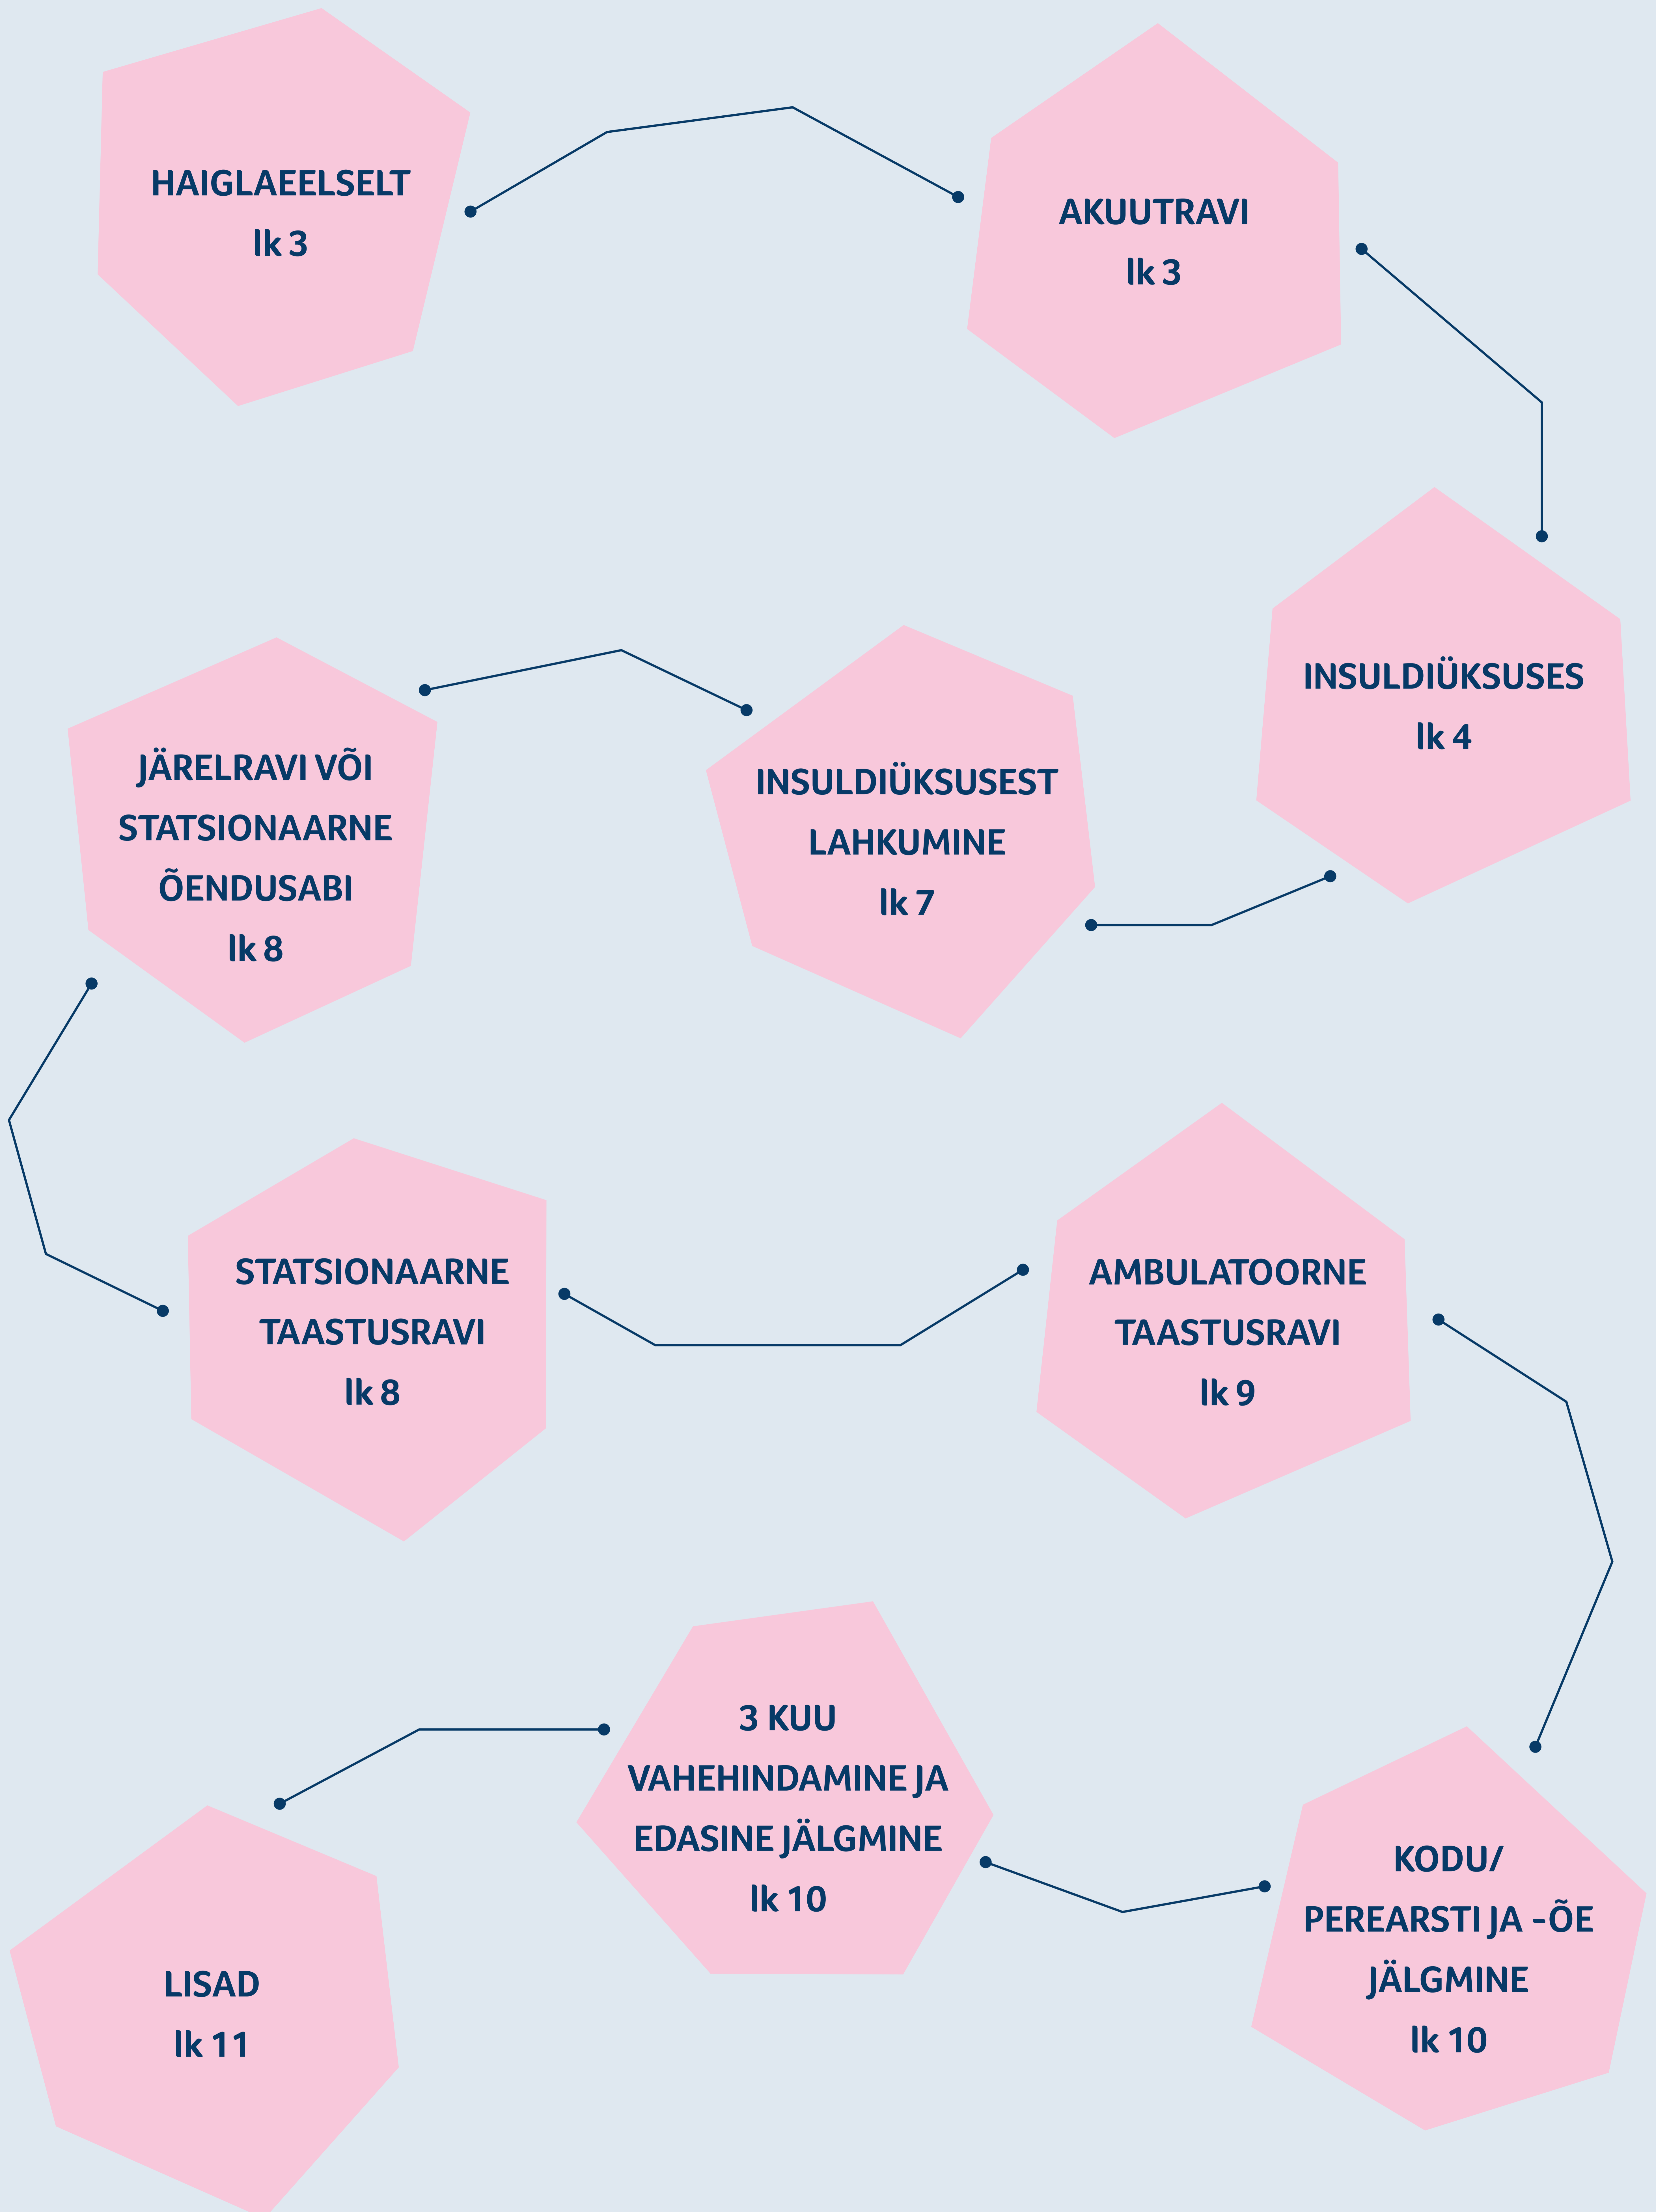 HAIGLAEELSELT
lk 3
AKUUTRAVI
lk 3
INSULDIÜKSUSES
lk 4
INSULDIÜKSUSEST
LAHKUMINE
lk 7
JÄRELRAVI VÕI
STATSIONAARNE
ÕENDUSABI
lk 8
STATSIONAARNE
TAASTUSRAVI
lk 8
AMBULATOORNE
TAASTUSRAVI
lk 9
KODU/
PEREARSTI JA -ÕE
JÄLGMINE
lk 10
3 KUU
VAHEHINDAMINE JA
EDASINE JÄLGMINE
lk 10
LISAD
lk 11